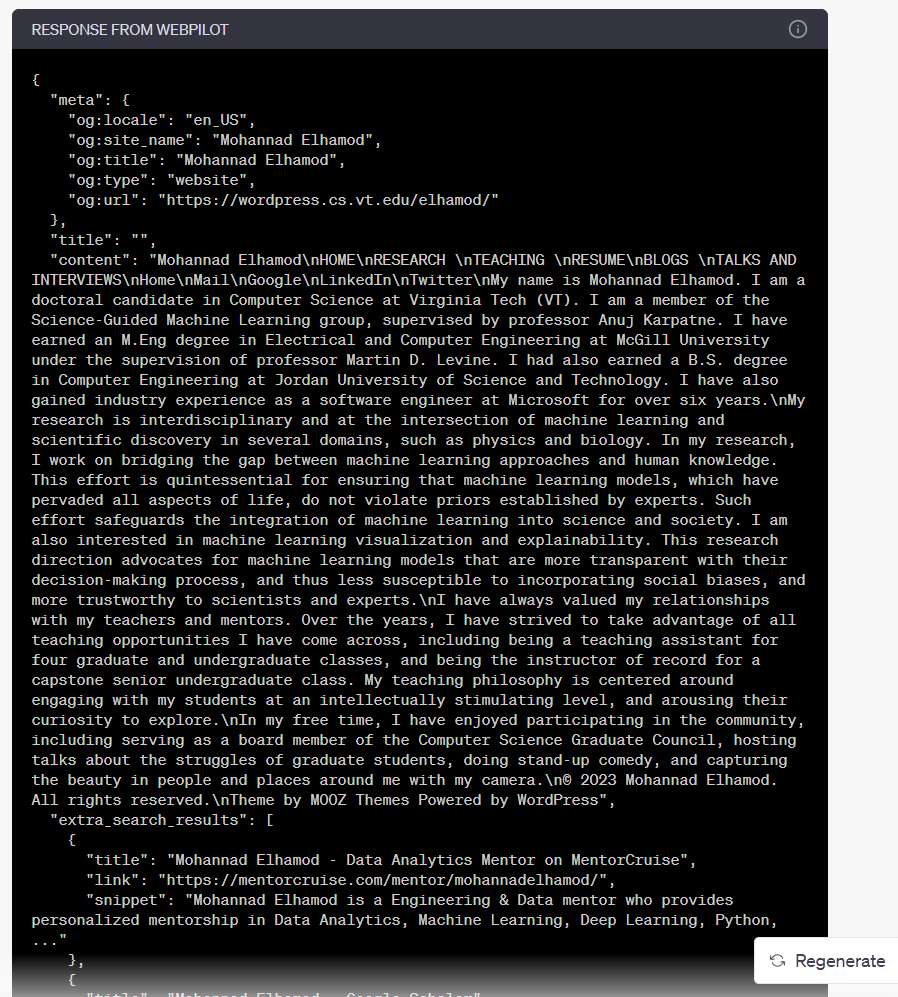 RESPONSE FROM WEBPILOT
{
"meta": {
"og:locale": "en_US",
"og:site_name": "Mohannad Elhamod",
"og:title": "Mohannad Elhamod",
"og:type": "website",
"og:url": "https://wordpress.cs.vt.edu/elhamod/"
},
"title": "",
"content": "Mohannad Elhamod\nHOME\nRESEARCH \nTEACHING \nRESUME\nBLOGS \nTALKS AND
INTERVIEWS\nHome\nMail\nGoogle\nLinkedIn\nTwitter\nMy name is Mohannad Elhamod. I am a
doctoral candidate in Computer Science at Virginia Tech (VT). I am a member of the
Science-Guided Machine Learning group, supervised by professor Anuj Karpatne. I have
earned an M.Eng degree in Electrical and Computer Engineering at McGill University
under the supervision of professor Martin D. Levine. I had also earned a B.S. degree
in Computer Engineering at Jordan University of Science and Technology. I have also
gained industry experience as a software engineer at Microsoft for over six years.\nMy
research is interdisciplinary and at the intersection of machine learning and
scientific discovery in several domains, such as physics and biology. In my research,
I work on bridging the gap between machine learning approaches and human knowledge.
This effort is quintessential for ensuring that machine learning models, which have
pervaded all aspects of life, do not violate priors established by experts. Such
effort safeguards the integration of machine learning into science and society. I am
also interested in machine learning visualization and explainability. This research
direction advocates for machine learning models that are more transparent with their
decision-making process, and thus less susceptible to incorporating social biases, and
more trustworthy to scientists and experts.\nI have always valued my relationships
with my teachers and mentors. Over the years, I have strived to take advantage of all
teaching opportunities I have come across, including being a teaching assistant for
four graduate and undergraduate classes, and being the instructor of record for a
capstone senior undergraduate class. My teaching philosophy is centered around
engaging with my students at an intellectually stimulating level, and arousing their
curiosity to explore.\nIn my free time, I have enjoyed participating in the community,
including serving as a board member of the Computer Science Graduate Council, hosting
talks about the struggles of graduate students, doing stand-up comedy, and capturing
the beauty in people and places around me with my camera.\n© 2023 Mohannad Elhamod.
All rights reserved.\nTheme by MOOZ Themes Powered by WordPress",
"extra_search_results": [
{
"title": "Mohannad Elhamod - Data Analytics Mentor on MentorCruise",
"link": "https://mentorcruise.com/mentor/mohannadelhamod/",
"snippet": "Mohannad Elhamod is a Engineering & Data mentor who provides
personalized mentorship in Data Analytics, Machine Learning, Deep Learning, Python,
..."
},
{
"title": "Mohannad Elhamod - Google Scholar"
Regenerate